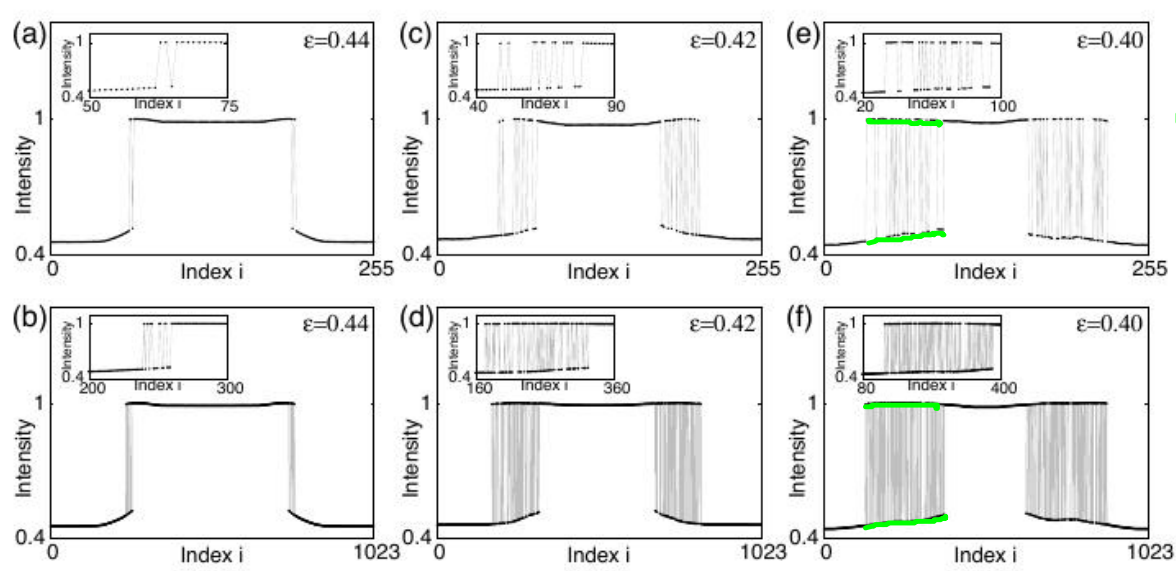 (a) ε=0.44
Intensity
1
0.4
50 Index i 75
Intensity
1
0.4
0 Index i 255
(c) ε=0.42
Intensity
1
0.4
40 Index i 90
Intensity
1
0.4
0 Index i 255
(e) ε=0.40
Intensity
1
0.4
20 Index i 100
Intensity
1
0.4
0 Index i 255
(b) ε=0.44
Intensity
1
0.4
200 Index i 300
Intensity
1
0.4
0 Index i 1023
(d) ε=0.42
Intensity
1
0.4
160 Index i 360
Intensity
1
0.4
0 Index i 1023
(f) ε=0.40
Intensity
1
0.4
80 Index i 400
Intensity
1
0.4
0 Index i 1023